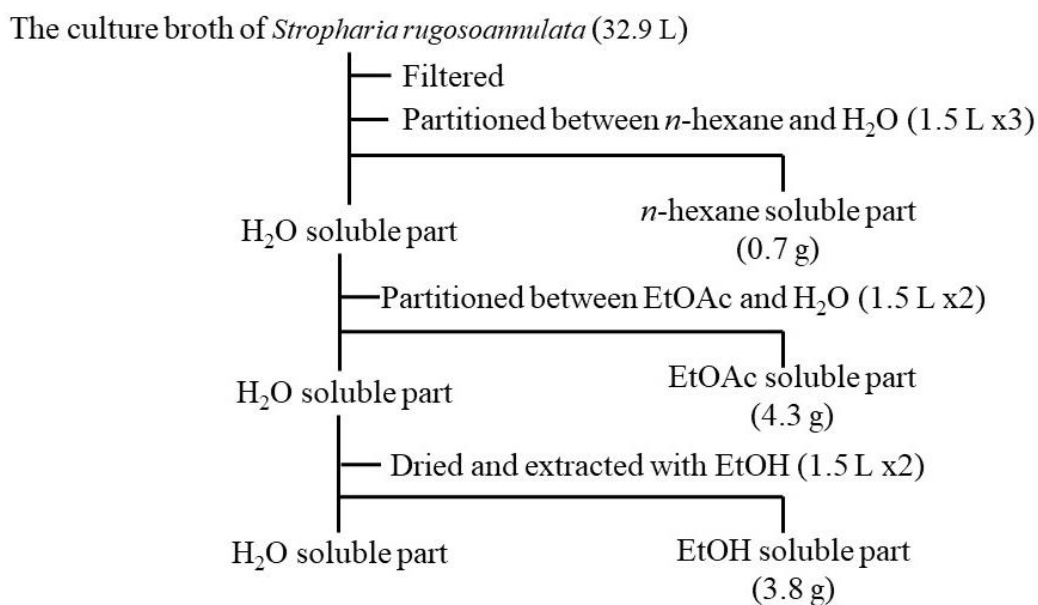 The culture broth of Stropharia rugosoannulata (32.9 L)
Filtered
Partitioned between n-hexane and H₂O (1.5 L x3)
n-hexane soluble part
(0.7 g)
H₂O soluble part
Partitioned between EtOAc and H₂O (1.5 L x2)
EtOAc soluble part
(4.3 g)
H₂O soluble part
Dried and extracted with EtOH (1.5 L x2)
H₂O soluble part
EtOH soluble part
(3.8 g)